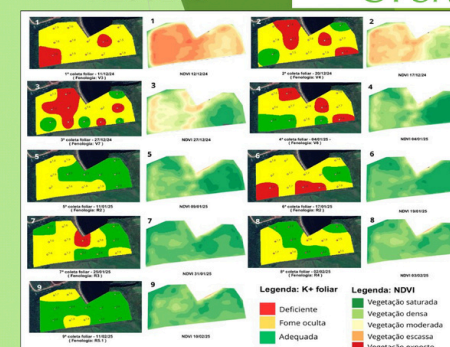 1
1ª coleta foliar - 11/12/24
( Fenologia: V3 )
1
NDVI 12/12/24
2
2ª coleta foliar - 20/12/24
2
NDVI 17/12/24
3
3ª coleta foliar - 27/12/24
( Fenologia: V7 )
3
NDVI 27/12/24
4
4ª coleta foliar - 04/01/25 -
4
NDVI 04/01/25
5
5ª coleta foliar - 11/01/25
( Fenologia: R2 )
5
NDVI 09/01/25
6
6ª coleta foliar - 17/01/25
( Fenologia: R2 )
6
NDVI 19/01/25
7
7ª coleta foliar - 25/01/25
( Fenologia: R3 )
7
NDVI 21/01/25
8
8ª coleta foliar - 02/02/25
( Fenologia: R4 )
8
NDVI 03/02/25
9
9ª coleta foliar - 11/02/25
( Fenologia: R5.1 )
9
NDVI 10/02/25
Legenda: K+ foliar
Deficiente
Fome oculta
Adequada
Legenda: NDVI
Vegetação saturada
Vegetação densa
Vegetação moderada
Vegetação escassa
Vegetação exposto